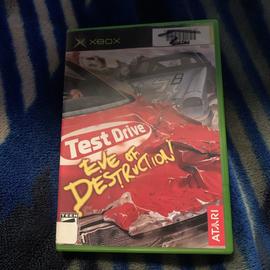 XBOX
Test Drive
EVE OF
DESTRUCTION
TEEN
ATARI